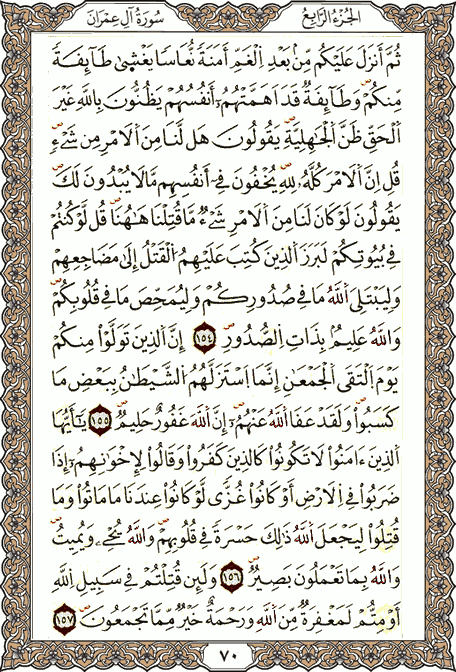 سُورَةُ آلِ عِمْرَانَ الجُزْءُ الرَّابِعُ
ثُمَّ أَنزَلَ عَلَيْكُم مِّنۢ بَعْدِ ٱلْغَمِّ أَمَنَةً نُّعَاسًا يَغْشَىٰ طَآئِفَةً
مِّنكُمْ ۖ وَطَآئِفَةٌ قَدْ أَهَمَّتْهُمْ أَنفُسُهُمْ يَظُنُّونَ بِٱللَّهِ غَيْرَ
ٱلْحَقِّ ظَنَّ ٱلْجَٰهِلِيَّةِ ۖ يَقُولُونَ هَل لَّنَا مِنَ ٱلْأَمْرِ مِن شَىْءٍ ۗ
قُلْ إِنَّ ٱلْأَمْرَ كُلَّهُۥ لِلَّهِ ۗ يُخْفُونَ فِىٓ أَنفُسِهِم مَّا لَا يُبْدُونَ لَكَ ۖ
يَقُولُونَ لَوْ كَانَ لَنَا مِنَ ٱلْأَمْرِ شَىْءٌ مَّا قُتِلْنَا هَٰهُنَا ۗ قُل لَّوْ كُنتُمْ
فِى بُيُوتِكُمْ لَبَرَزَ ٱلَّذِينَ كُتِبَ عَلَيْهِمُ ٱلْقَتْلُ إِلَىٰ مَضَاجِعِهِمْ ۖ
وَلِيَبْتَلِىَ ٱللَّهُ مَا فِى صُدُورِكُمْ وَلِيُمَحِّصَ مَا فِى قُلُوبِكُمْ ۗ
وَٱللَّهُ عَلِيمٌۢ بِذَاتِ ٱلصُّدُورِ ١٥٤ إِنَّ ٱلَّذِينَ تَوَلَّوْا۟ مِنكُمْ
يَوْمَ ٱلْتَقَى ٱلْجَمْعَٰنِ إِنَّمَا ٱسْتَزَلَّهُمُ ٱلشَّيْطَٰنُ بِبَعْضِ مَا
كَسَبُوا۟ ۖ وَلَقَدْ عَفَا ٱللَّهُ عَنْهُمْ ۗ إِنَّ ٱللَّهَ غَفُورٌ حَلِيمٌ ١٥٥ يَٰٓأَيُّهَا
ٱلَّذِينَ ءَامَنُوا۟ لَا تَكُونُوا۟ كَٱلَّذِينَ كَفَرُوا۟ وَقَالُوا۟ لِإِخْوَٰنِهِمْ إِذَا
ضَرَبُوا۟ فِى ٱلْأَرْضِ أَوْ كَانُوا۟ غُزًّى لَّوْ كَانُوا۟ عِندَنَا مَا مَاتُوا۟ وَمَا
قُتِلُوا۟ لِيَجْعَلَ ٱللَّهُ ذَٰلِكَ حَسْرَةً فِى قُلُوبِهِمْ ۗ وَٱللَّهُ يُحْىِۦ وَيُمِيتُ ۗ
وَٱللَّهُ بِمَا تَعْمَلُونَ بَصِيرٌ ١٥٦ وَلَئِن قُتِلْتُمْ فِى سَبِيلِ ٱللَّهِ
أَوْ مُتُّمْ لَمَغْفِرَةٌ مِّنَ ٱللَّهِ وَرَحْمَةٌ خَيْرٌ مِّمَّا تَجْمَعُونَ ١٥٧
٧٠